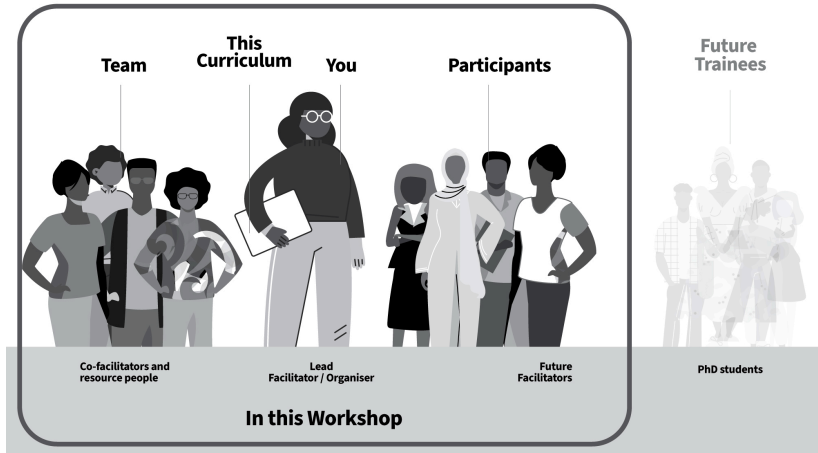 Team
This
Curriculum
You
Participants
Future
Trainees
Co-facilitators and
resource people
Lead
Facilitator / Organiser
Future
Facilitators
PhD students
In this Workshop